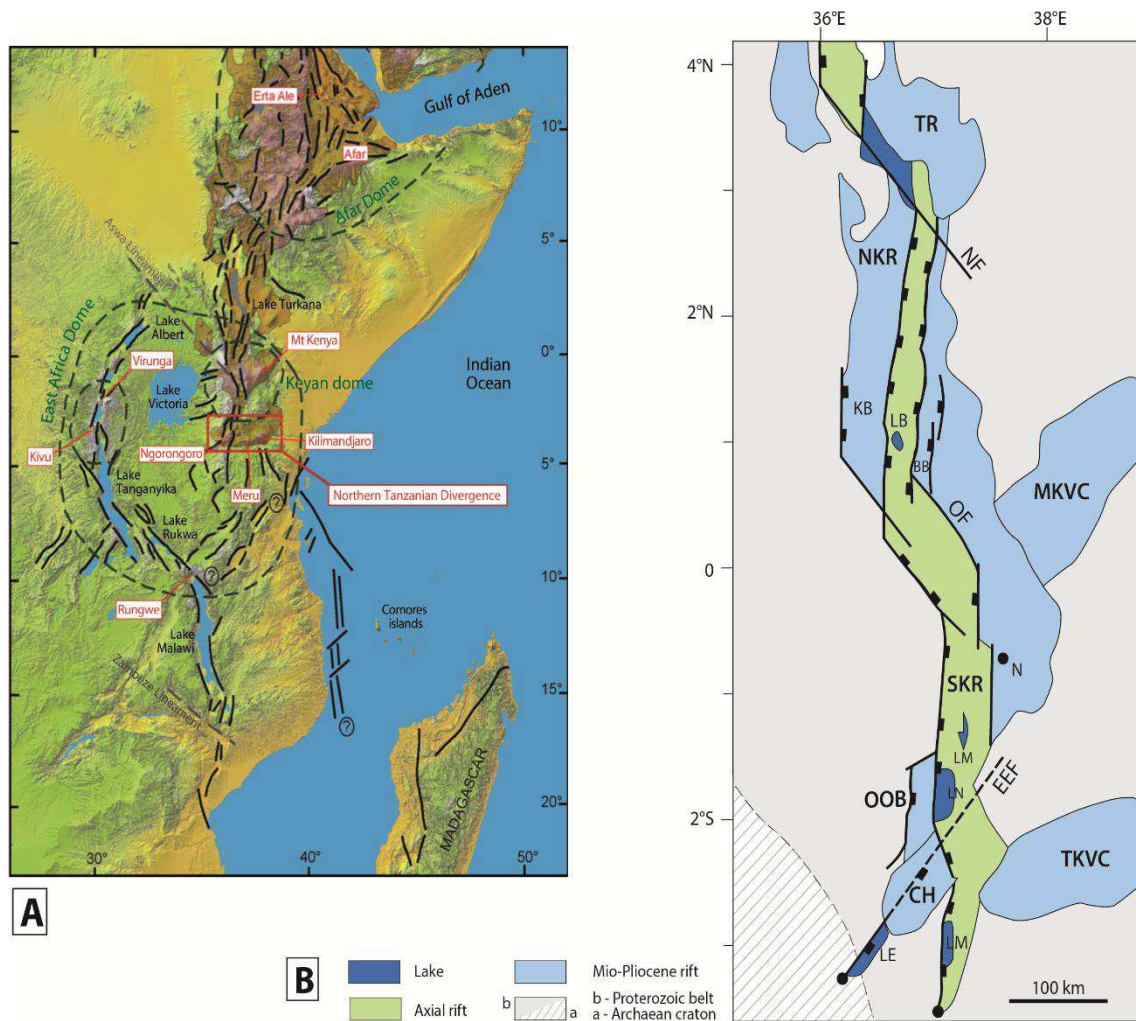 Erta Ale
Gulf of Aden
10°
Afar
Afar Dome
Aswa Lineament
5°
Lake Turkana
East Africa Dome
Lake
Albert
Mt Kenya
Virunga
0°
Indian
Ocean
Lake
Victoria
Keyan dome
Kilimandjaro
Kivu
Ngorongoro
5°
Lake
Tanganyika
Meru
Northern Tanzanian Divergence
?
Lake
Rukwa
?
10°
Rungwe
Comores
islands
Lake
Malawi
15°
Zambeze Lineament
?
MADAGASCAR
20°
30°
40°
50°
A
36°E
38°E
4°N
TR
NKR
NF
2°N
KB
LB
BB
MKVC
OF
0
N
SKR
LM
EEF
LN
OOB
2°S
TKVC
CH
LM
LE
100 km
B
Lake
Mio-Pliocene rift
Axial rift
b
a
b - Proterozoic belt
a - Archaean craton